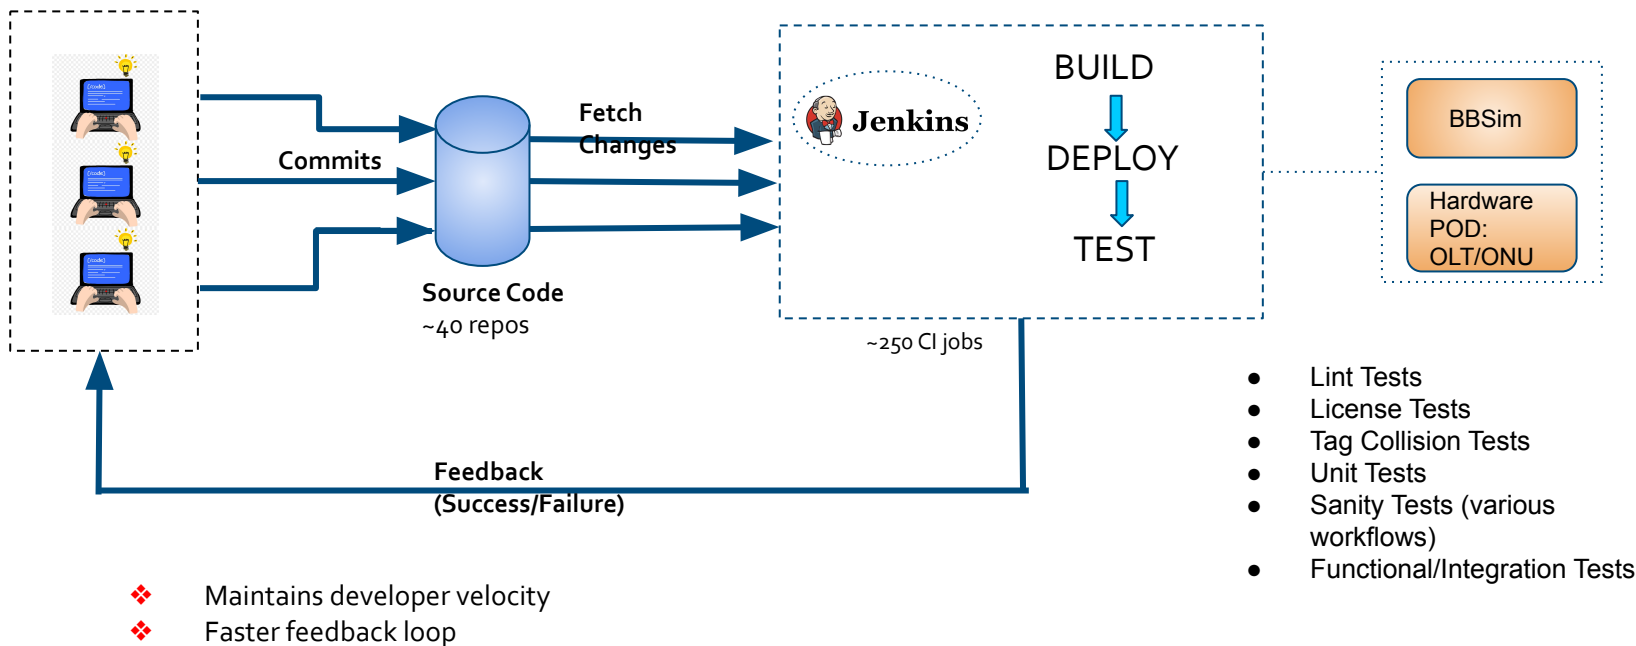 Commits
Source Code
~40 repos
Fetch
Changes
Jenkins
BUILD
DEPLOY
TEST
~250 CI jobs
BBSim
Hardware
POD:
OLT/ONU
Feedback
(Success/Failure)
● Lint Tests
● License Tests
● Tag Collision Tests
● Unit Tests
● Sanity Tests (various
workflows)
● Functional/Integration Tests
❖ Maintains developer velocity
❖ Faster feedback loop